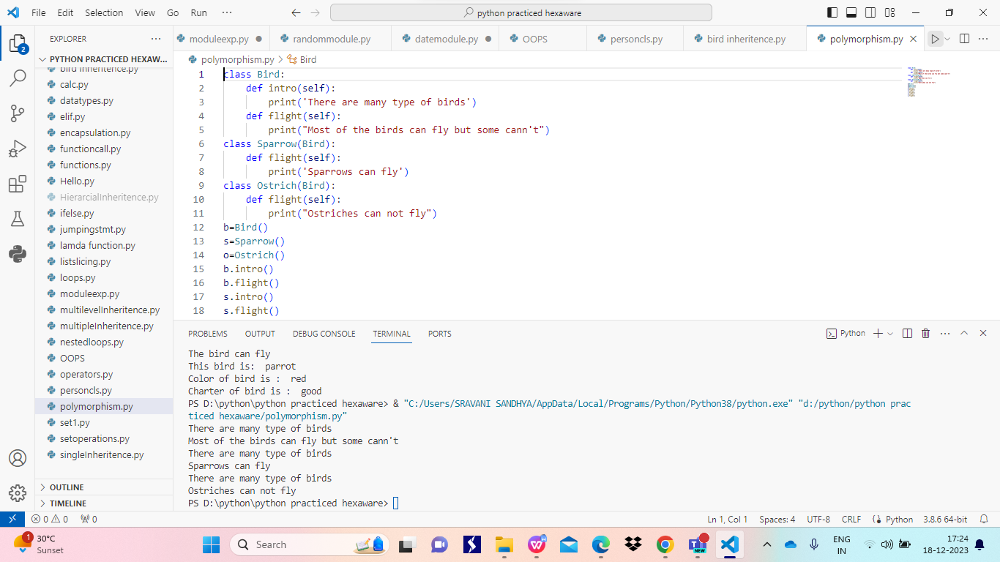 File Edit Selection View Go Run ··· python practiced hexaware
EXPLORER ···
PYTHON PRACTICED HEXAW...
bird inheritence.py
calc.py
datatypes.py
elif.py
encapsulation.py
functioncall.py
functions.py
Hello.py
HierarcialInheritence.py
ifelse.py
jumpingstmt.py
lamda function.py
listslicing.py
loops.py
moduleexp.py
multilevelInheritence.py
multipleInheritence.py
nestedloops.py
OOPS
operators.py
personcls.py
polymorphism.py
set1.py
setoperations.py
singleInheritence.py
OUTLINE
TIMELINE
2
moduleexp.py randommodule.py datemodule.py OOPS personcls.py bird inheritence.py polymorphism.py
polymorphism.py > Bird
1 class Bird:
2 def intro(self):
3 print('There are many type of birds')
4 def flight(self):
5 print("Most of the birds can fly but some cann't")
6 class Sparrow(Bird):
7 def flight(self):
8 print('Sparrows can fly')
9 class Ostrich(Bird):
10 def flight(self):
11 print("Ostriches can not fly")
12 b=Bird()
13 s=Sparrow()
14 o=Ostrich()
15 b.intro()
16 b.flight()
17 s.intro()
18 s.flight()
PROBLEMS OUTPUT DEBUG CONSOLE TERMINAL PORTS Python
The bird can fly
This bird is:  parrot
Color of bird is :  red
Charter of bird is :  good
PS D:\python\python practiced hexaware> & "C:/Users/SRAVANI SANDHYA/AppData/Local/Programs/Python/Python38/python.exe" "d:/python/python prac
ticed hexaware/polymorphism.py"
There are many type of birds
Most of the birds can fly but some cann't
There are many type of birds
Sparrows can fly
There are many type of birds
Ostriches can not fly
PS D:\python\python practiced hexaware>
0 0 0 Ln 1, Col 1 Spaces: 4 UTF-8 CRLF Python 3.8.6 64-bit
1 30°C
Sunset
Search
NEW
ENG
IN
17:24
18-12-2023